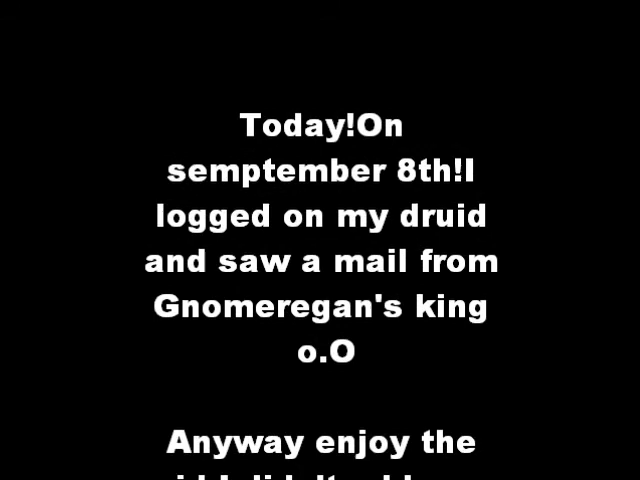 Today!On
semptember 8th!I
logged on my druid
and saw a mail from
Gnomeregan's king
o.O
Anyway enjoy the